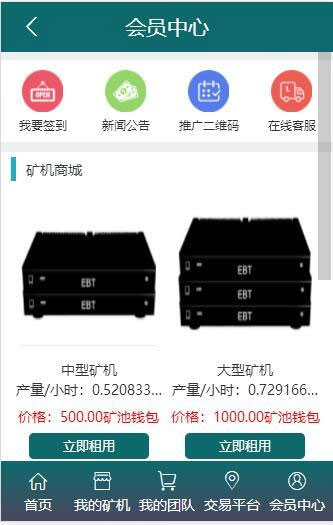 会员中心
我要签到 新闻公告 推广二维码 在线客服
矿机商城
EBT EBT
中型矿机 大型矿机
产量/小时：0.520833... 产量/小时：0.729166...
价格：500.00矿池钱包 价格：1000.00矿池钱包
立即租用 立即租用
首页 我的矿机 我的团队 交易平台 会员中心